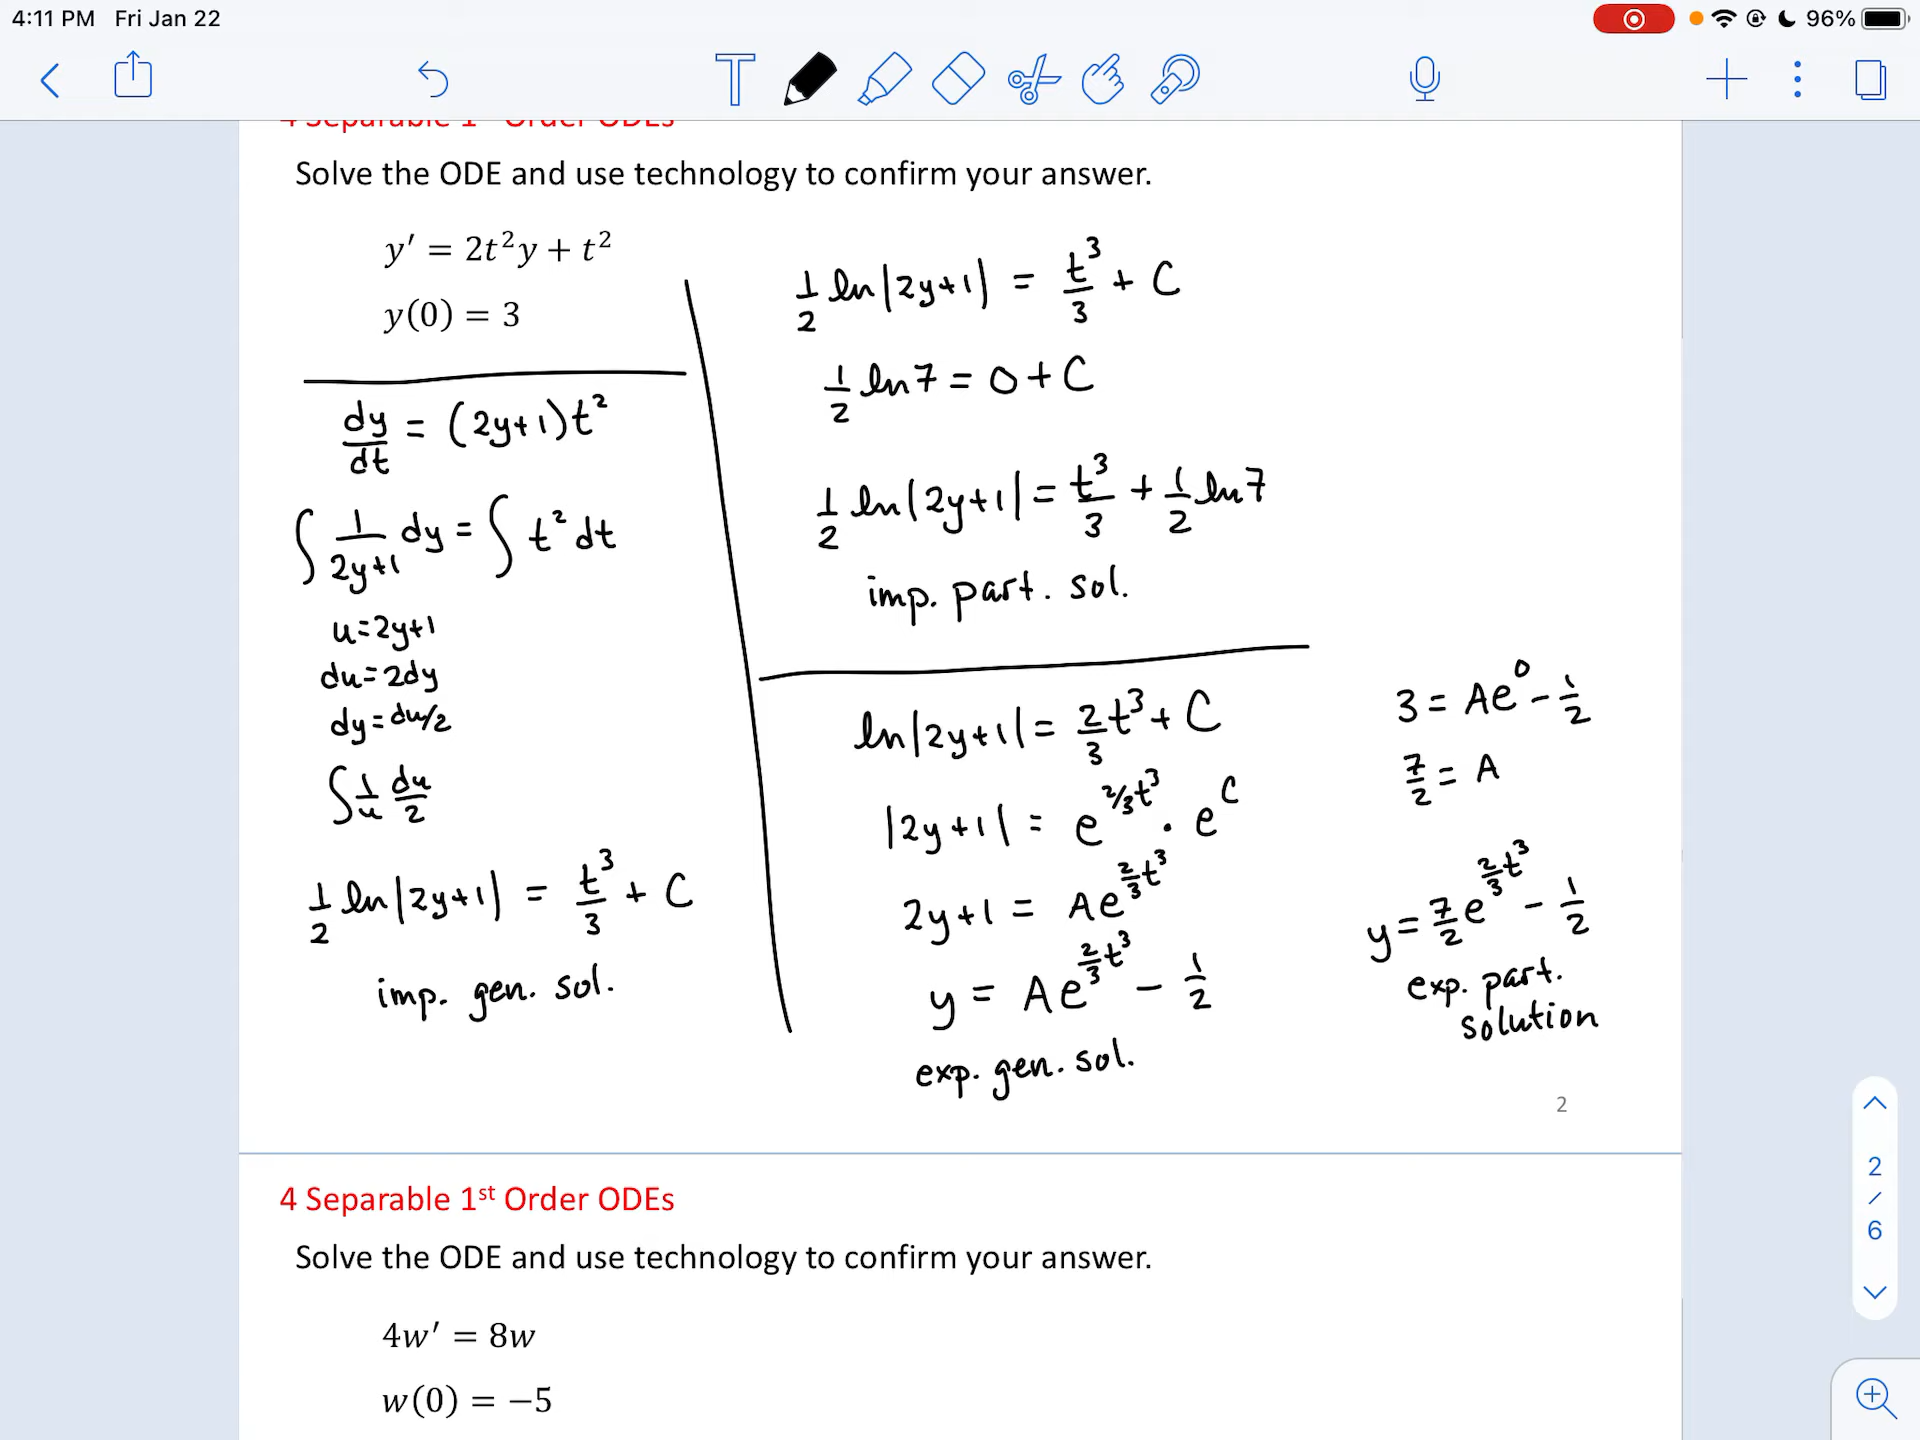 4:11 PM Fri Jan 22
96%
4 Separable 1st Order ODEs
Solve the ODE and use technology to confirm your answer.
y′ = 2t²y + t²
y(0) = 3
dy/dt = (2y+1)t²
∫ 1/(2y+1) dy = ∫ t² dt
u=2y+1
du=2dy
dy=du/2
∫ 1/u du/2
1/2 ln|2y+1| = t³/3 + C
imp. gen. sol.
1/2 ln|2y+1| = t³/3 + C
1/2 ln7 = 0 + C
1/2 ln|2y+1| = t³/3 + 1/2 ln7
imp. part. sol.
ln|2y+1| = 2/3 t³ + C
|2y+1| = e^(2/3 t³) · e^C
2y+1 = Ae^(2/3 t³)
y = Ae^(2/3 t³) − 1/2
exp. gen. sol.
3 = Ae⁰ − 1/2
7/2 = A
y = 7/2 e^(2/3 t³) − 1/2
exp. part.
solution
2
4 Separable 1st Order ODEs
Solve the ODE and use technology to confirm your answer.
4w′ = 8w
w(0) = −5
2
/
6